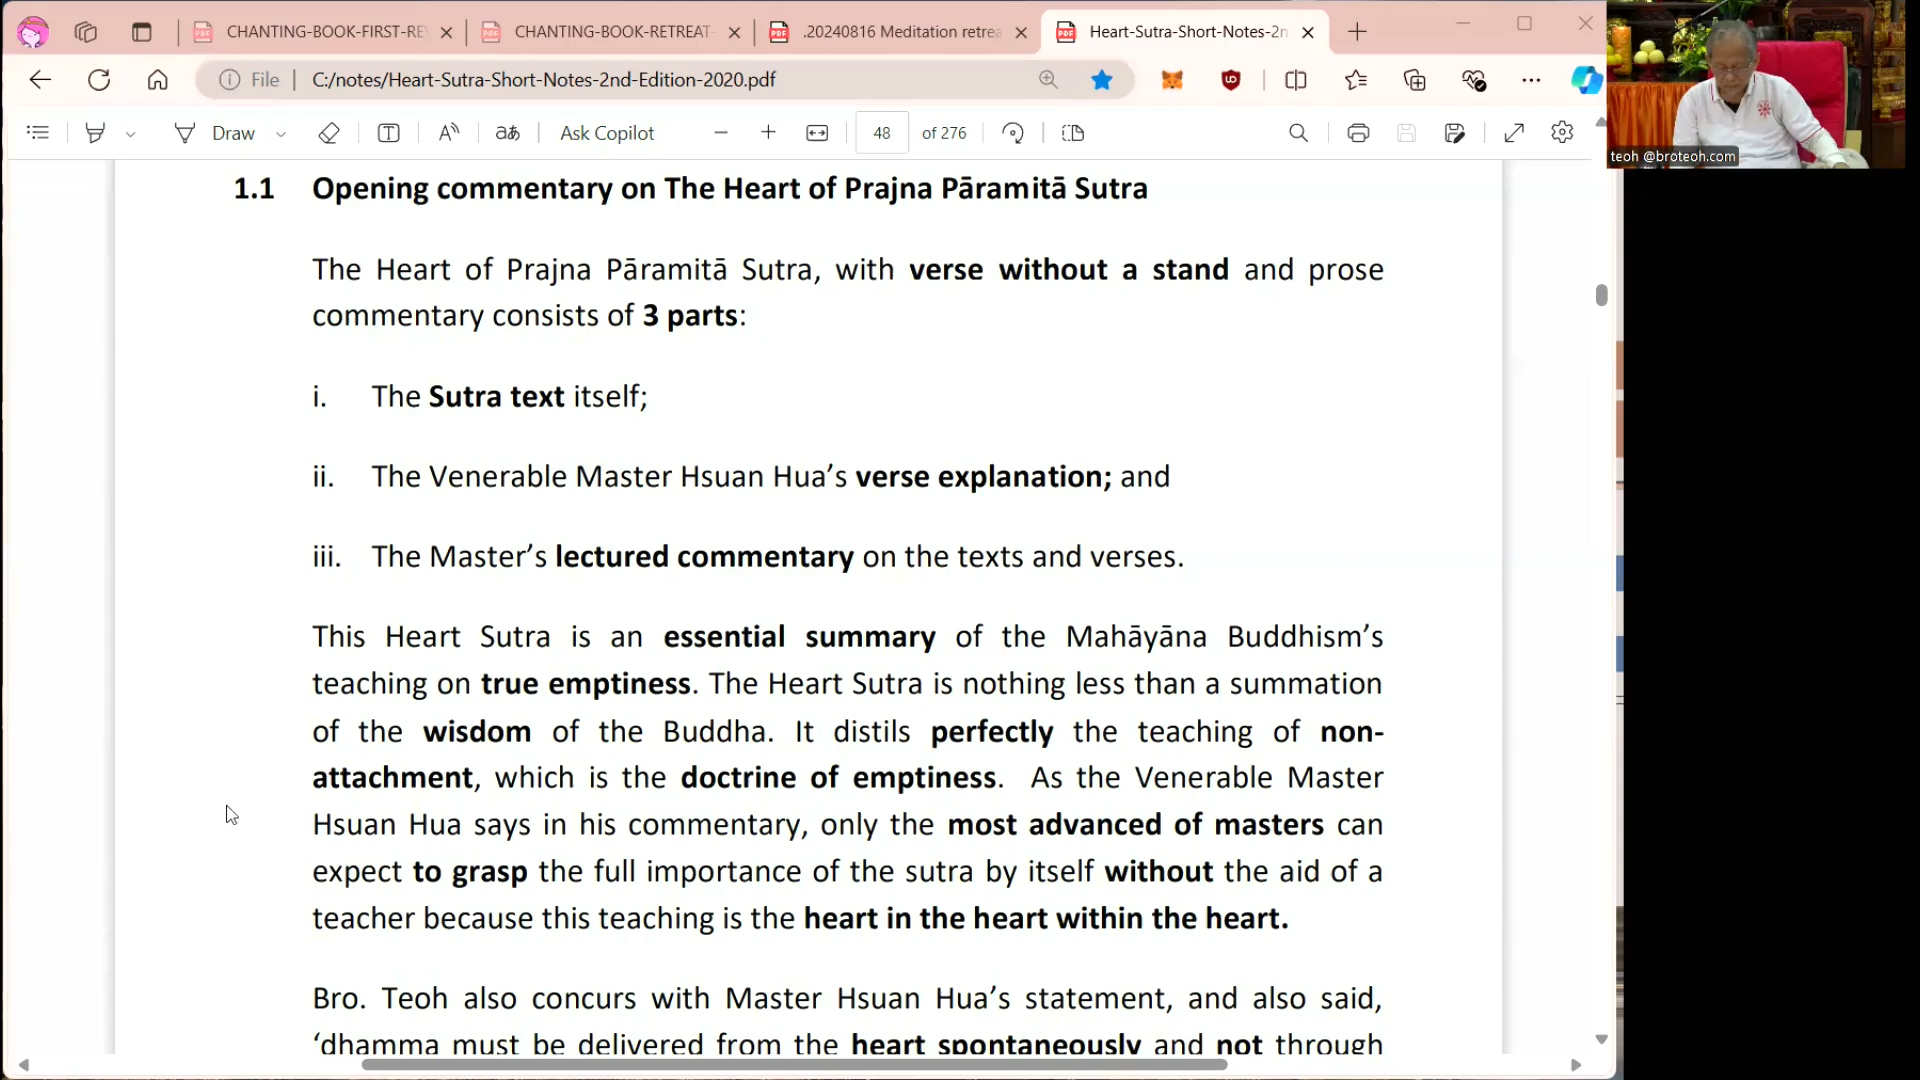 CHANTING-BOOK-FIRST-RE
CHANTING-BOOK-RETREAT-
.20240816 Meditation retrea
Heart-Sutra-Short-Notes-2n
File
C:/notes/Heart-Sutra-Short-Notes-2nd-Edition-2020.pdf
Draw
Ask Copilot
48
of 276
teoh @broteoh.com
1.1 Opening commentary on The Heart of Prajna Pāramitā Sutra
The Heart of Prajna Pāramitā Sutra, with verse without a stand and prose
commentary consists of 3 parts:
i. The Sutra text itself;
ii. The Venerable Master Hsuan Hua’s verse explanation; and
iii. The Master’s lectured commentary on the texts and verses.
This Heart Sutra is an essential summary of the Mahāyāna Buddhism’s
teaching on true emptiness. The Heart Sutra is nothing less than a summation
of the wisdom of the Buddha. It distils perfectly the teaching of non-
attachment, which is the doctrine of emptiness. As the Venerable Master
Hsuan Hua says in his commentary, only the most advanced of masters can
expect to grasp the full importance of the sutra by itself without the aid of a
teacher because this teaching is the heart in the heart within the heart.
Bro. Teoh also concurs with Master Hsuan Hua’s statement, and also said,
‘dhamma must be delivered from the heart spontaneously and not through